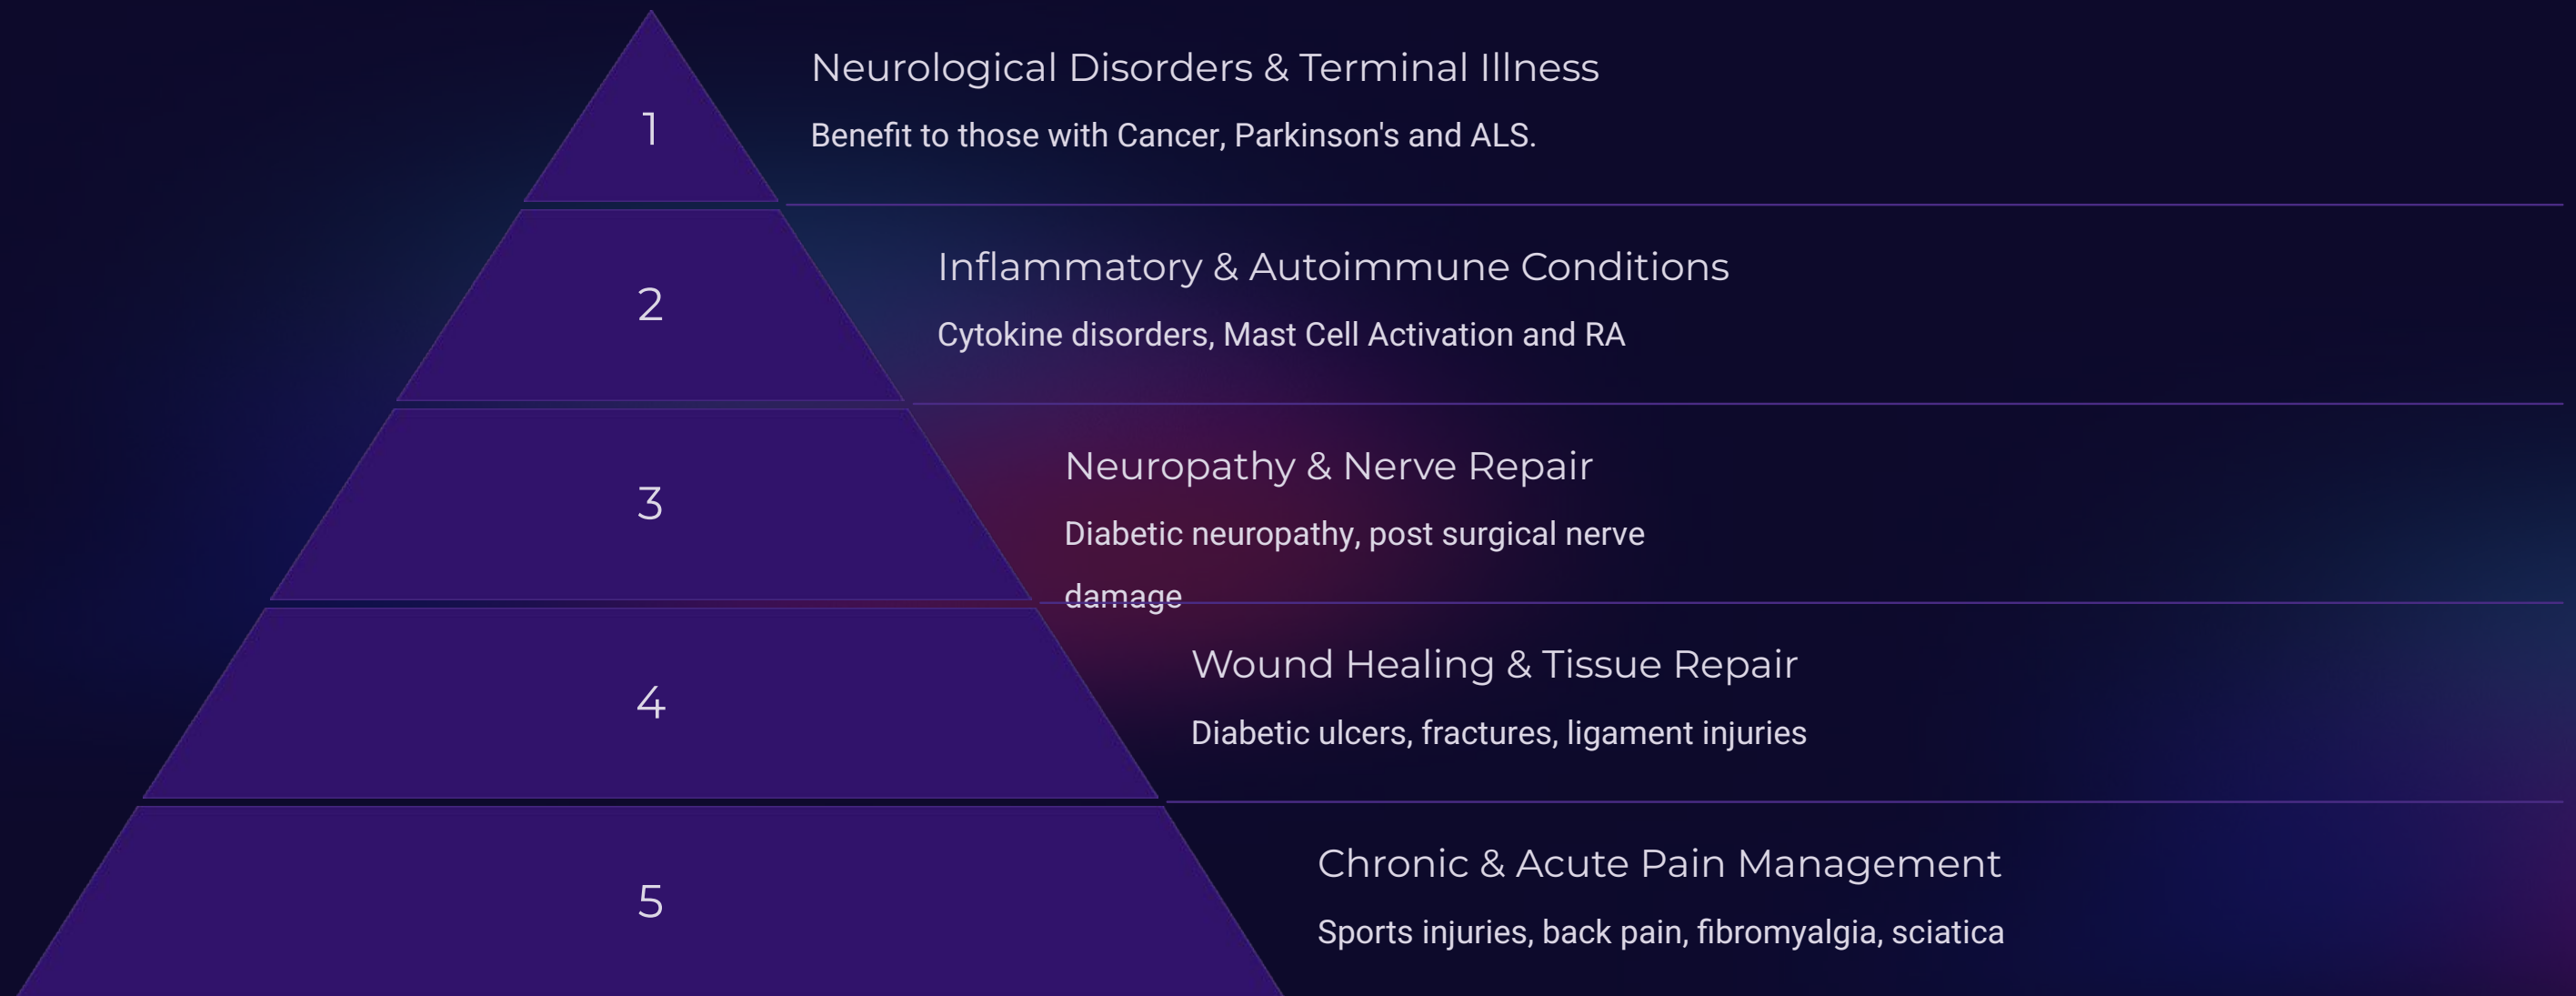 1
Neurological Disorders & Terminal Illness
Benefit to those with Cancer, Parkinson's and ALS.
2
Inflammatory & Autoimmune Conditions
Cytokine disorders, Mast Cell Activation and RA
3
Neuropathy & Nerve Repair
Diabetic neuropathy, post surgical nerve
damage
4
Wound Healing & Tissue Repair
Diabetic ulcers, fractures, ligament injuries
5
Chronic & Acute Pain Management
Sports injuries, back pain, fibromyalgia, sciatica